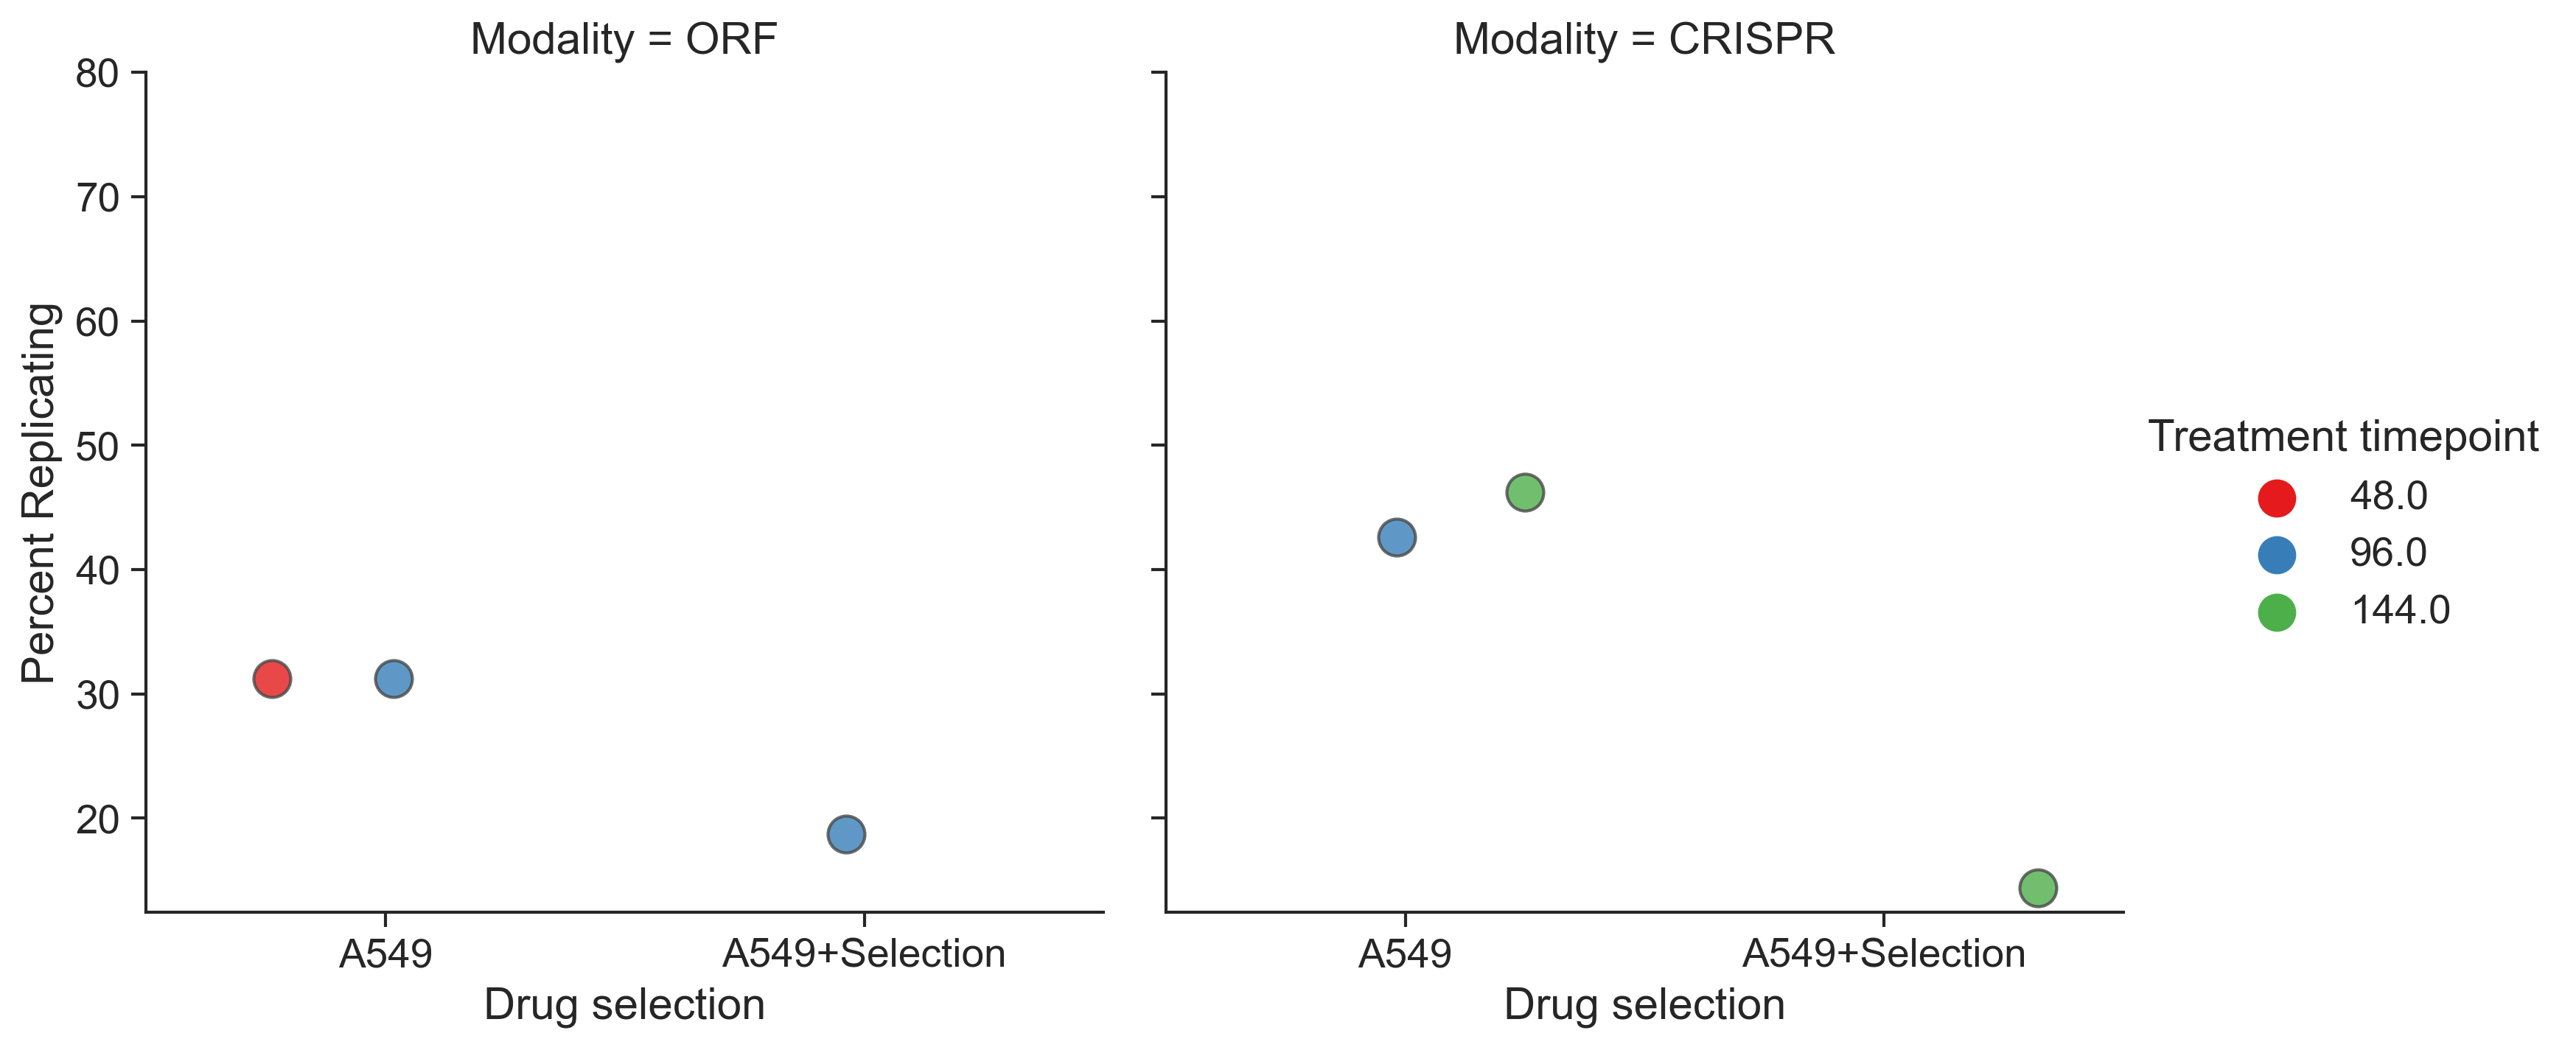 Modality = ORF
Modality = CRISPR
Percent Replicating
80
70
60
50
40
30
20
A549
A549+Selection
Drug selection
A549
A549+Selection
Drug selection
Treatment timepoint
48.0
96.0
144.0